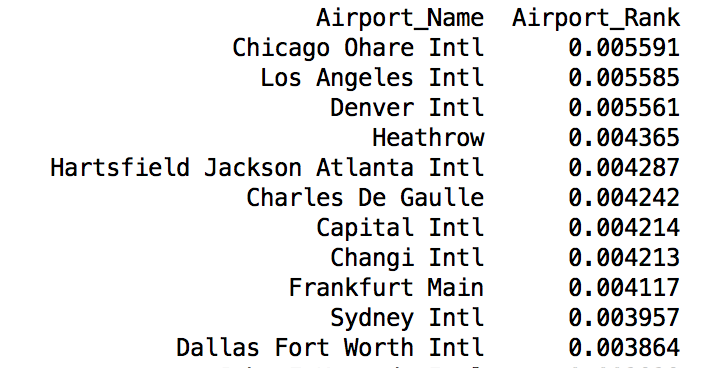 Airport_Name Airport_Rank
Chicago Ohare Intl 0.005591
Los Angeles Intl 0.005585
Denver Intl 0.005561
Heathrow 0.004365
Hartsfield Jackson Atlanta Intl 0.004287
Charles De Gaulle 0.004242
Capital Intl 0.004214
Changi Intl 0.004213
Frankfurt Main 0.004117
Sydney Intl 0.003957
Dallas Fort Worth Intl 0.003864